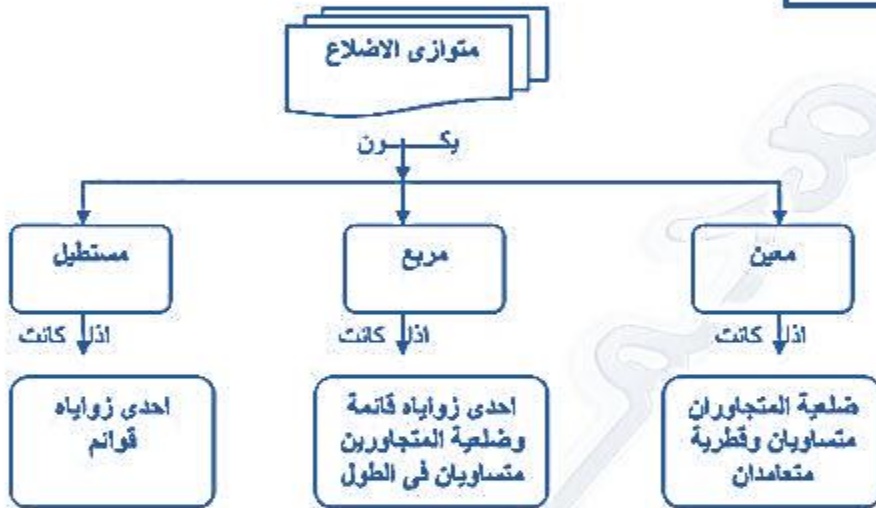 متوازى الاضلاع
يكـــون
معين
مربع
مستطيل
اذا كانت
اذا كانت
اذا كانت
ضلعية المتجاوران
متساويان وقطرية
متعامدان
احدى زواياه قائمة
وضلعية المتجاورين
متساويان فى الطول
احدى زواياه
قوائم